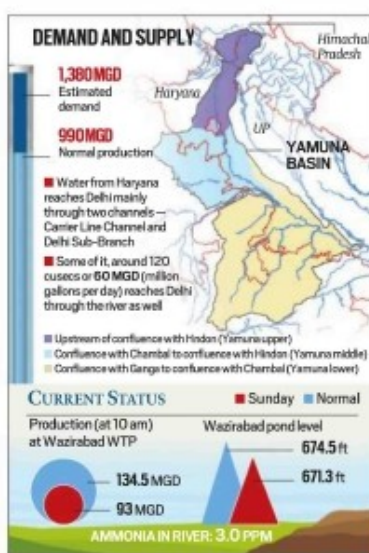 DEMAND AND SUPPLY
1,380MGD
Estimated
demand
990MGD
Normal production
Water from Haryana
reaches Delhi mainly
through two channels —
Carrier Line Channel and
Delhi Sub-Branch
Some of it, around 120
cusecs or 60 MGD (million
gallons per day) reaches Delhi
through the river as well
Himachal
Pradesh
Haryana
UP
YAMUNA
BASIN
Upstream of confluence with Hndon (Yamuna upper)
Confluence with Chambal to confluence with Hindon (Yamuna middle)
Confluence with Ganga to confluence with Chambal (Yamuna lower)
CURRENT STATUS
Sunday
Normal
Production (at 10 am)
at Wazirabad WTP
134.5 MGD
93 MGD
Wazirabad pond level
674.5 ft
671.3 ft
AMMONIA IN RIVER: 3.0 PPM